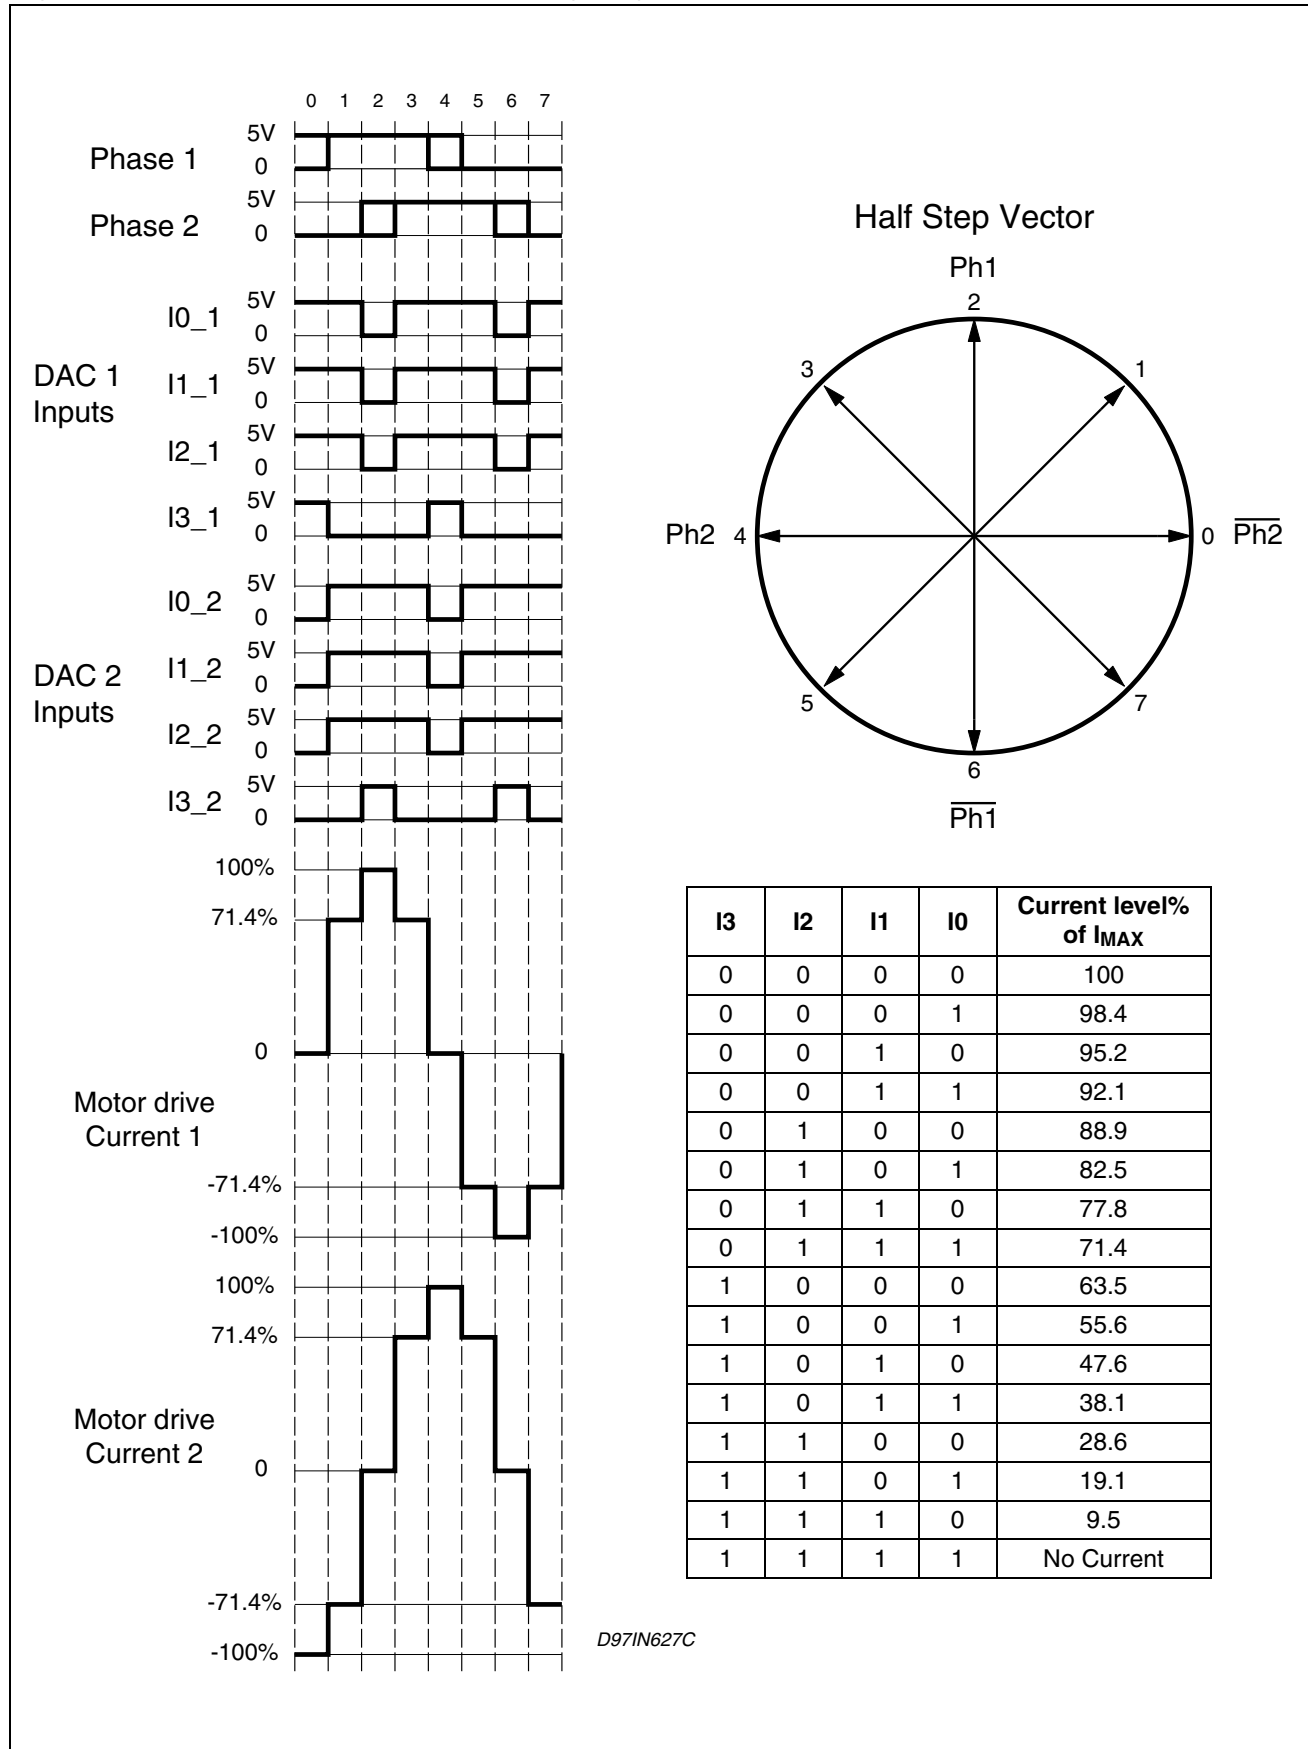 0 1 2 3 4 5 6 7
Phase 1
5V
0
Phase 2
5V
0
DAC 1
Inputs
I0_1
5V
0
I1_1
5V
0
I2_1
5V
0
I3_1
5V
0
DAC 2
Inputs
I0_2
5V
0
I1_2
5V
0
I2_2
5V
0
I3_2
5V
0
Motor drive
Current 1
100%
71.4%
0
-71.4%
-100%
Motor drive
Current 2
100%
71.4%
0
-71.4%
-100%
D97IN627C
Half Step Vector
Ph1
2
3
1
Ph2 4
0 P̅h̅2̅
5
7
6
P̅h̅1̅
I3 I2 I1 I0 Current level%
of IMAX
0 0 0 0 100
0 0 0 1 98.4
0 0 1 0 95.2
0 0 1 1 92.1
0 1 0 0 88.9
0 1 0 1 82.5
0 1 1 0 77.8
0 1 1 1 71.4
1 0 0 0 63.5
1 0 0 1 55.6
1 0 1 0 47.6
1 0 1 1 38.1
1 1 0 0 28.6
1 1 0 1 19.1
1 1 1 0 9.5
1 1 1 1 No Current